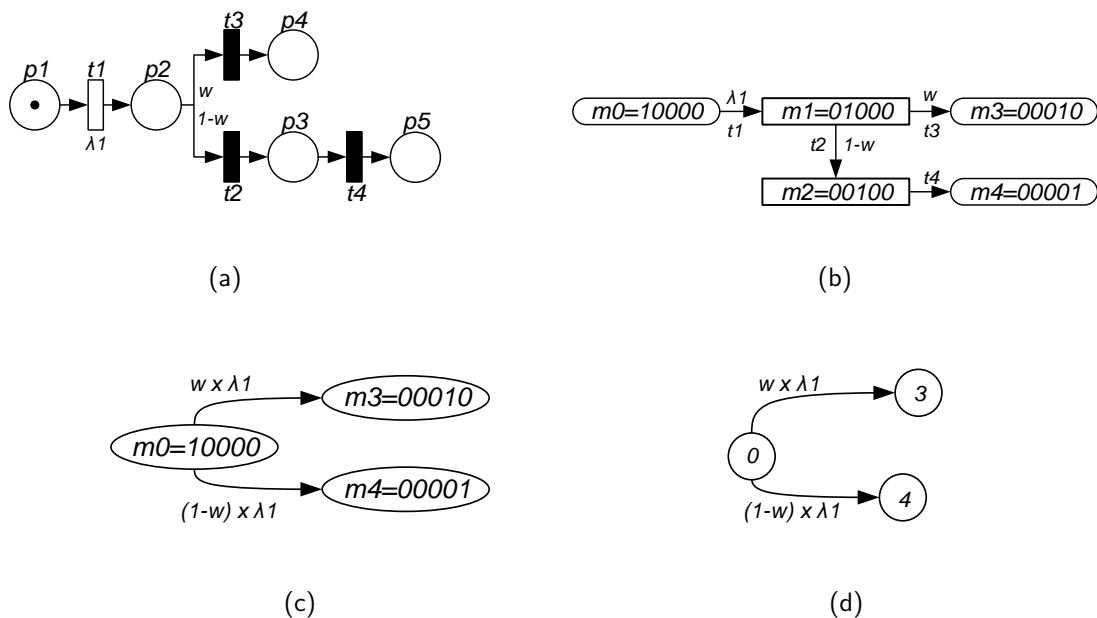 t3 p4
p1 t1 p2
w
λ1 1-w p3 p5
t2 t4
(a)
m0=10000 λ1 t1 m1=01000 w t3 m3=00010
t2 1-w
m2=00100 t4 m4=00001
(b)
w x λ1
m3=00010
m0=10000
m4=00001
(1-w) x λ1
(c)
w x λ1
3
0
4
(1-w) x λ1
(d)